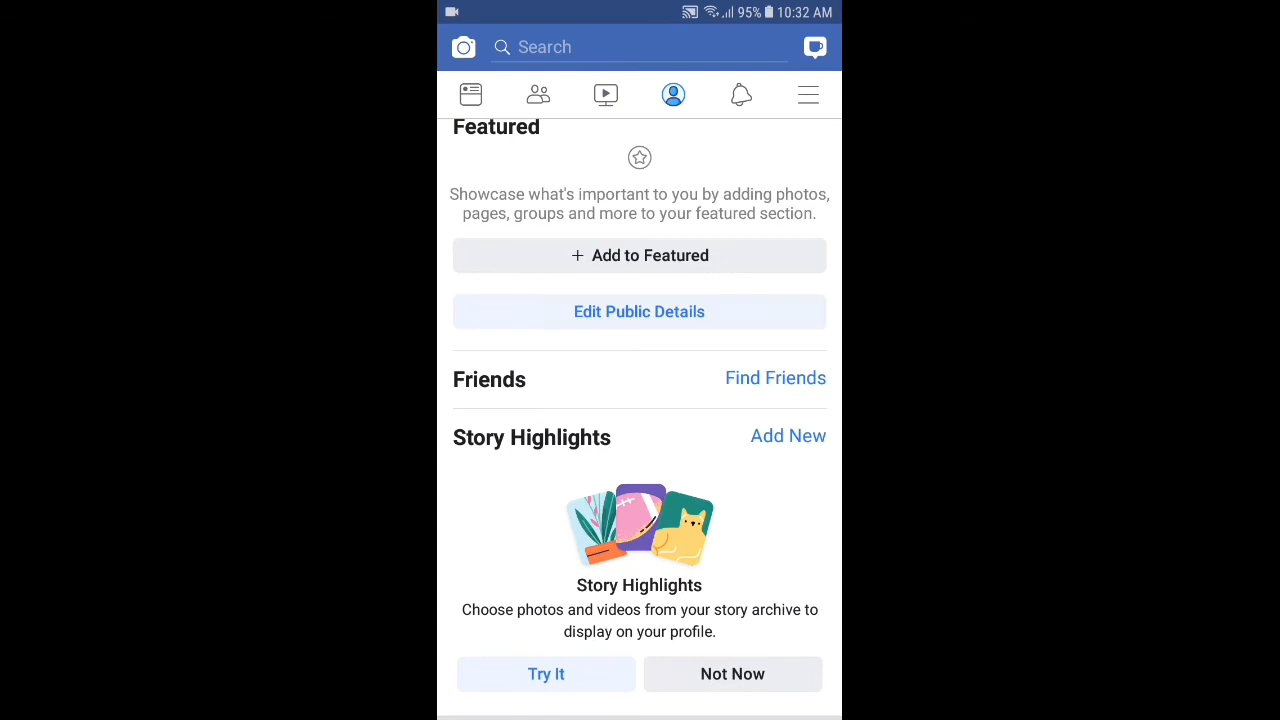 95% 10:32 AM
Search
Featured
Showcase what's important to you by adding photos,
pages, groups and more to your featured section.
+ Add to Featured
Edit Public Details
Friends Find Friends
Story Highlights Add New
Story Highlights
Choose photos and videos from your story archive to
display on your profile.
Try It Not Now